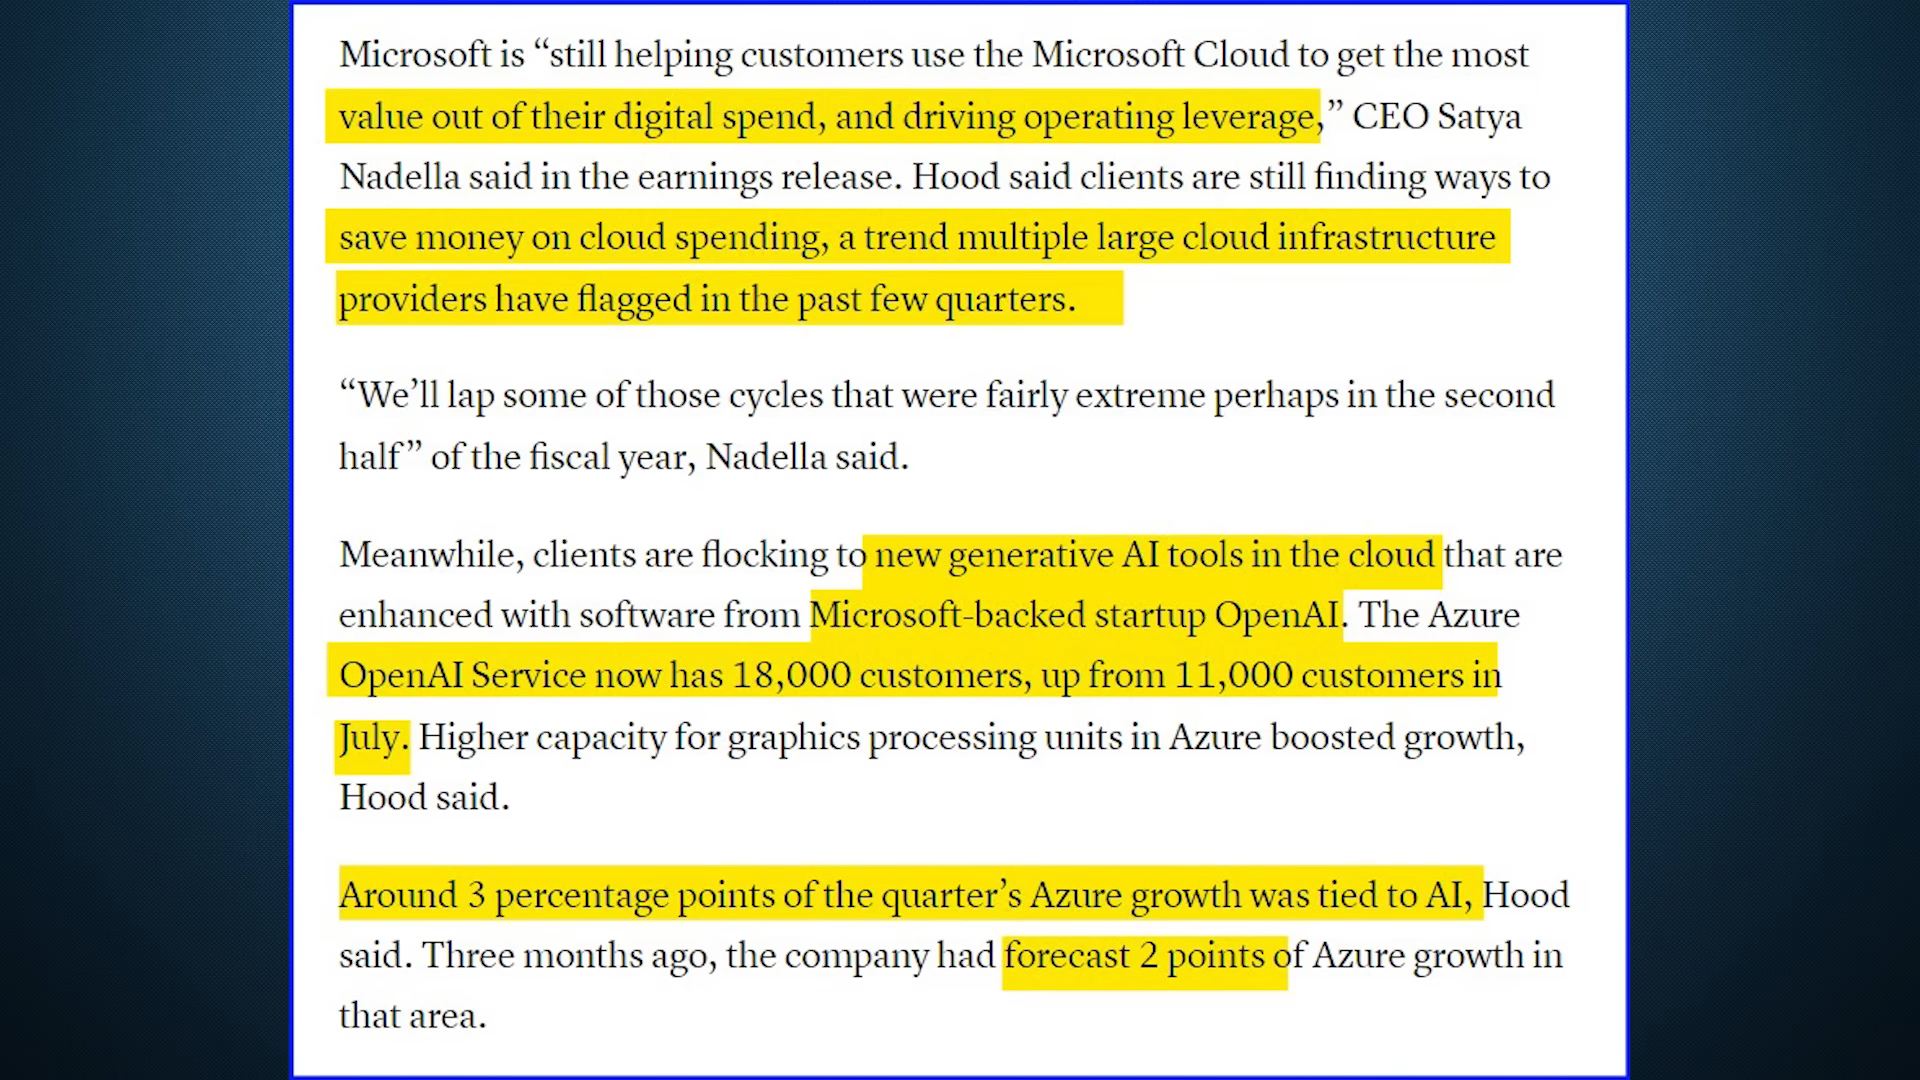 Microsoft is “still helping customers use the Microsoft Cloud to get the most
value out of their digital spend, and driving operating leverage,” CEO Satya
Nadella said in the earnings release. Hood said clients are still finding ways to
save money on cloud spending, a trend multiple large cloud infrastructure
providers have flagged in the past few quarters.
“We’ll lap some of those cycles that were fairly extreme perhaps in the second
half” of the fiscal year, Nadella said.
Meanwhile, clients are flocking to new generative AI tools in the cloud that are
enhanced with software from Microsoft-backed startup OpenAI. The Azure
OpenAI Service now has 18,000 customers, up from 11,000 customers in
July. Higher capacity for graphics processing units in Azure boosted growth,
Hood said.
Around 3 percentage points of the quarter’s Azure growth was tied to AI, Hood
said. Three months ago, the company had forecast 2 points of Azure growth in
that area.